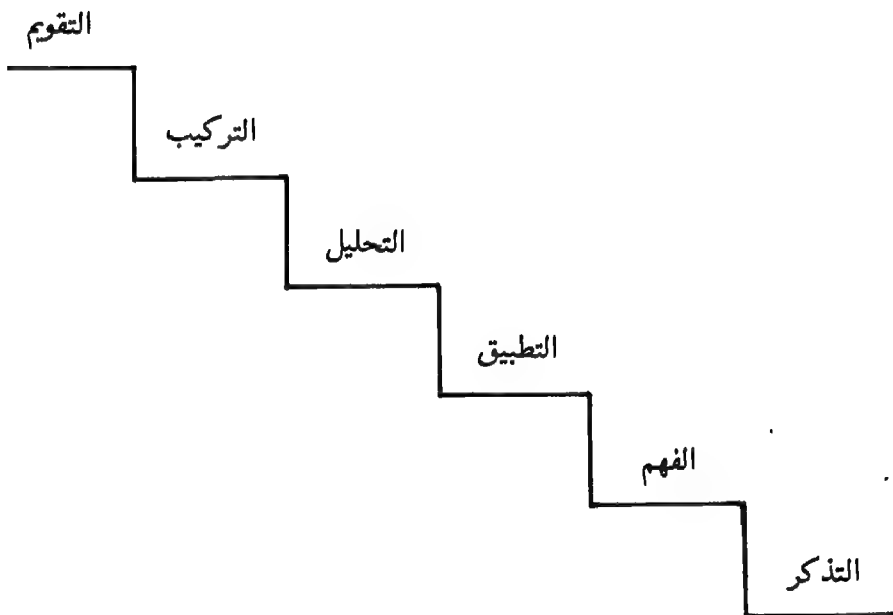 التقويم
التركيب
التحليل
التطبيق
الفهم
التذكر